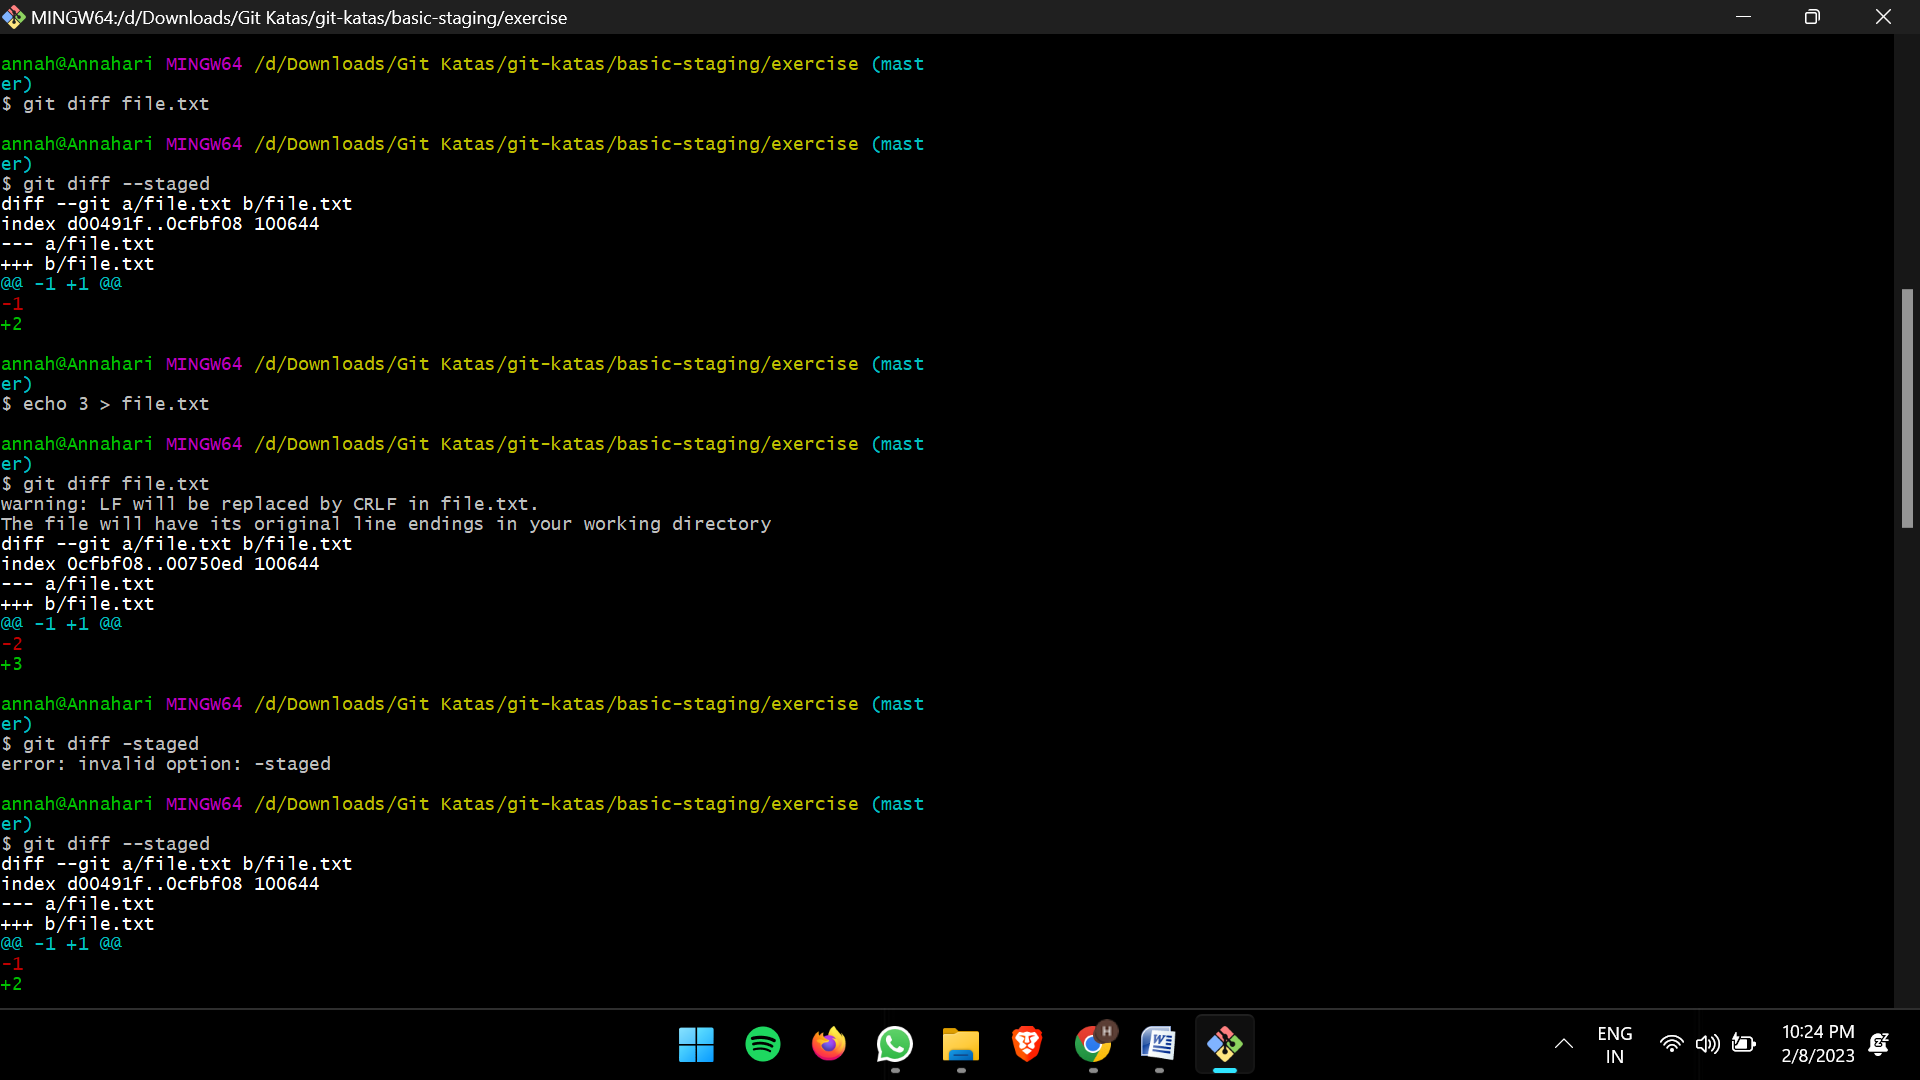 MINGW64:/d/Downloads/Git Katas/git-katas/basic-staging/exercise
annah@Annahari MINGW64 /d/Downloads/Git Katas/git-katas/basic-staging/exercise (mast
er)
$ git diff file.txt
annah@Annahari MINGW64 /d/Downloads/Git Katas/git-katas/basic-staging/exercise (mast
er)
$ git diff --staged
diff --git a/file.txt b/file.txt
index d00491f..0cfbf08 100644
--- a/file.txt
+++ b/file.txt
@@ -1 +1 @@
-1
+2
annah@Annahari MINGW64 /d/Downloads/Git Katas/git-katas/basic-staging/exercise (mast
er)
$ echo 3 > file.txt
annah@Annahari MINGW64 /d/Downloads/Git Katas/git-katas/basic-staging/exercise (mast
er)
$ git diff file.txt
warning: LF will be replaced by CRLF in file.txt.
The file will have its original line endings in your working directory
diff --git a/file.txt b/file.txt
index 0cfbf08..00750ed 100644
--- a/file.txt
+++ b/file.txt
@@ -1 +1 @@
-2
+3
annah@Annahari MINGW64 /d/Downloads/Git Katas/git-katas/basic-staging/exercise (mast
er)
$ git diff -staged
error: invalid option: -staged
annah@Annahari MINGW64 /d/Downloads/Git Katas/git-katas/basic-staging/exercise (mast
er)
$ git diff --staged
diff --git a/file.txt b/file.txt
index d00491f..0cfbf08 100644
--- a/file.txt
+++ b/file.txt
@@ -1 +1 @@
-1
+2
H
W
ENG
IN
10:24 PM
2/8/2023